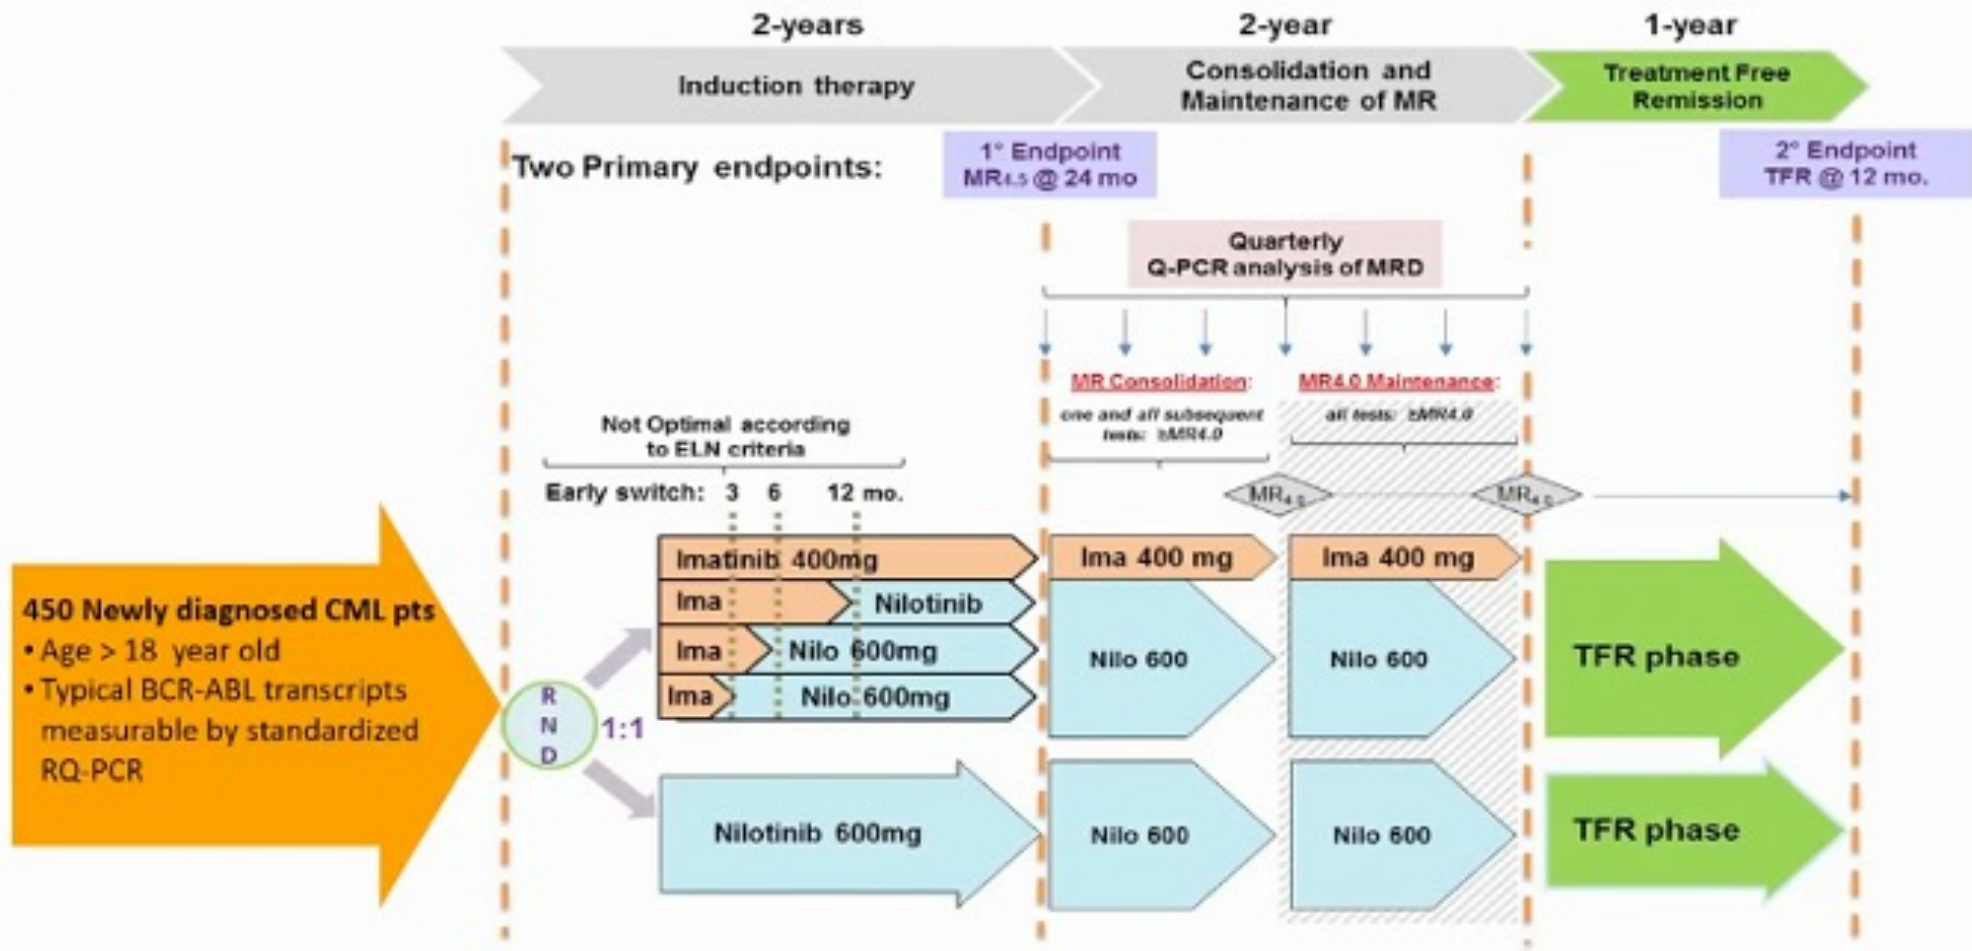 2-years
2-year
1-year
Induction therapy
Consolidation and
Maintenance of MR
Treatment Free
Remission
Two Primary endpoints:
1° Endpoint
MR4.5 @ 24 mo
2° Endpoint
TFR @ 12 mo.
Quarterly
Q-PCR analysis of MRD
MR Consolidation:
one and all subsequent
tests: ≥MR4.0
MR4.0 Maintenance:
all tests: ≥MR4.0
Not Optimal according
to ELN criteria
Early switch: 3 6 12 mo.
MR4.0
MR4.0
450 Newly diagnosed CML pts
• Age > 18 year old
• Typical BCR-ABL transcripts
measurable by standardized
RQ-PCR
R
N
D
1:1
Imatinib 400mg
Ima Nilotinib
Ima Nilo 600mg
Ima Nilo 600mg
Nilotinib 600mg
Ima 400 mg
Nilo 600
Nilo 600
Ima 400 mg
Nilo 600
Nilo 600
TFR phase
TFR phase